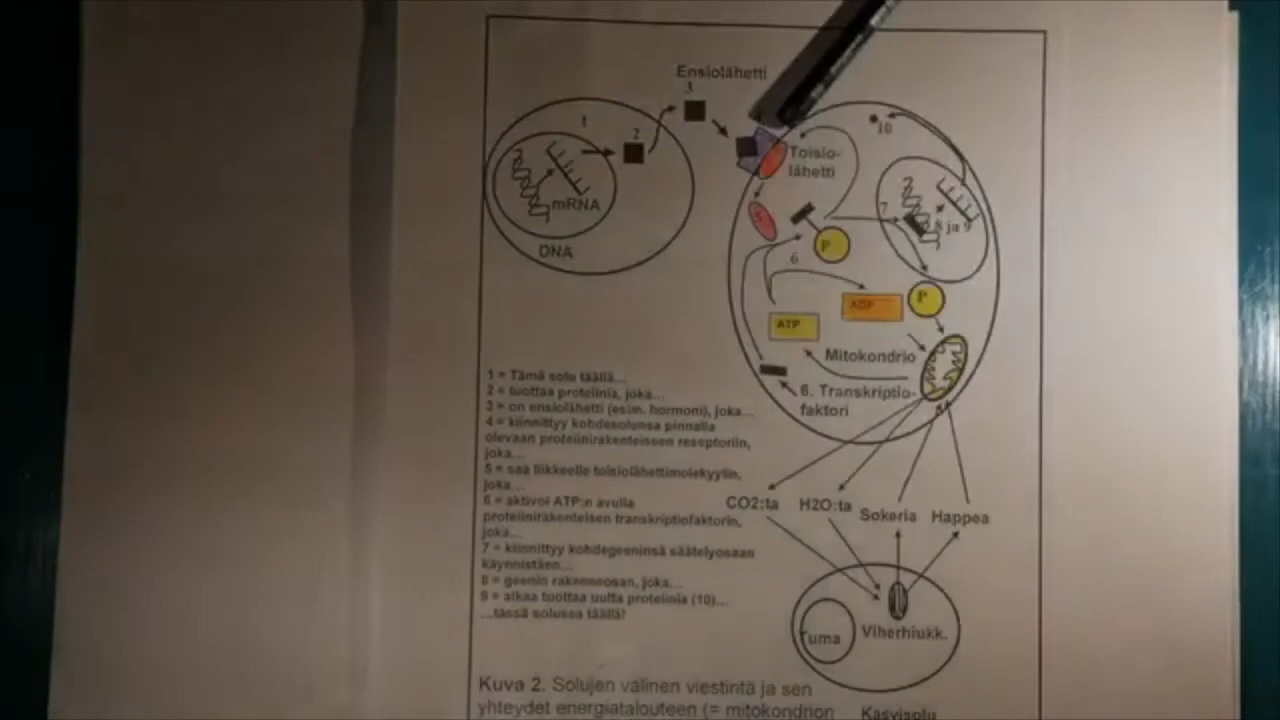 Ensiolähetti
3
1
2
10
Toisio-
lähetti
mRNA
7
8 ja 9
5
P
DNA
6
P
ADP
ATP
Mitokondrio
6. Transkriptio-
faktori
1 = Tämä solu täällä...
2 = tuottaa proteiinia, joka...
3 = on ensiolähetti (esim. hormoni), joka...
4 = kiinnittyy kohdesolunsa pinnalla
olevaan proteiinirakenteiseen reseptoriin,
joka...
5 = saa liikkeelle toisiolähettimolekyylin,
joka...
6 = aktivoi ATP:n avulla
proteiinirakenteisen transkriptiofaktorin,
joka...
7 = kiinnittyy kohdegeeninsä säätelyosaan
käynnistäen...
8 = geenin rakenneosan, joka...
9 = alkaa tuottaa uutta proteiinia (10)...
...tässä solussa täällä!
CO2:ta
H2O:ta
Sokeria
Happea
Tuma
Viherhiukk.
Kuva 2. Solujen välinen viestintä ja sen
yhteydet energiatalouteen (= mitokondrion
Kasvisolu